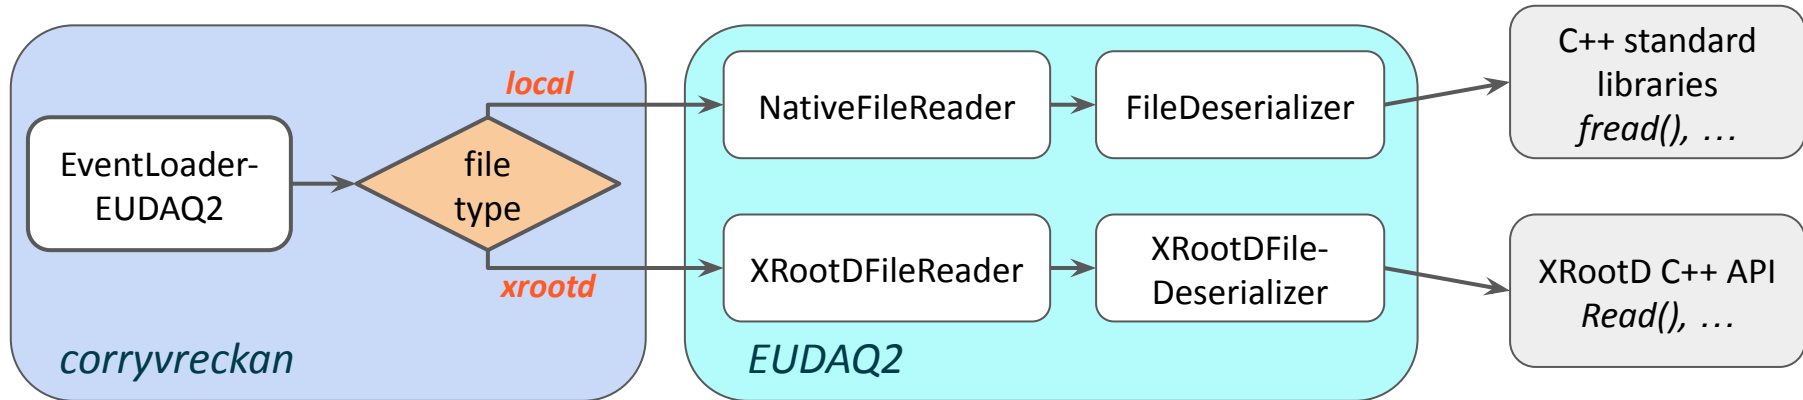 EventLoader-
EUDAQ2
file
type
local
xrootd
corryvreckan
NativeFileReader
FileDeserializer
XRootDFileReader
XRootDFile-
Deserializer
EUDAQ2
C++ standard
libraries
fread(), …
XRootD C++ API
Read(), …